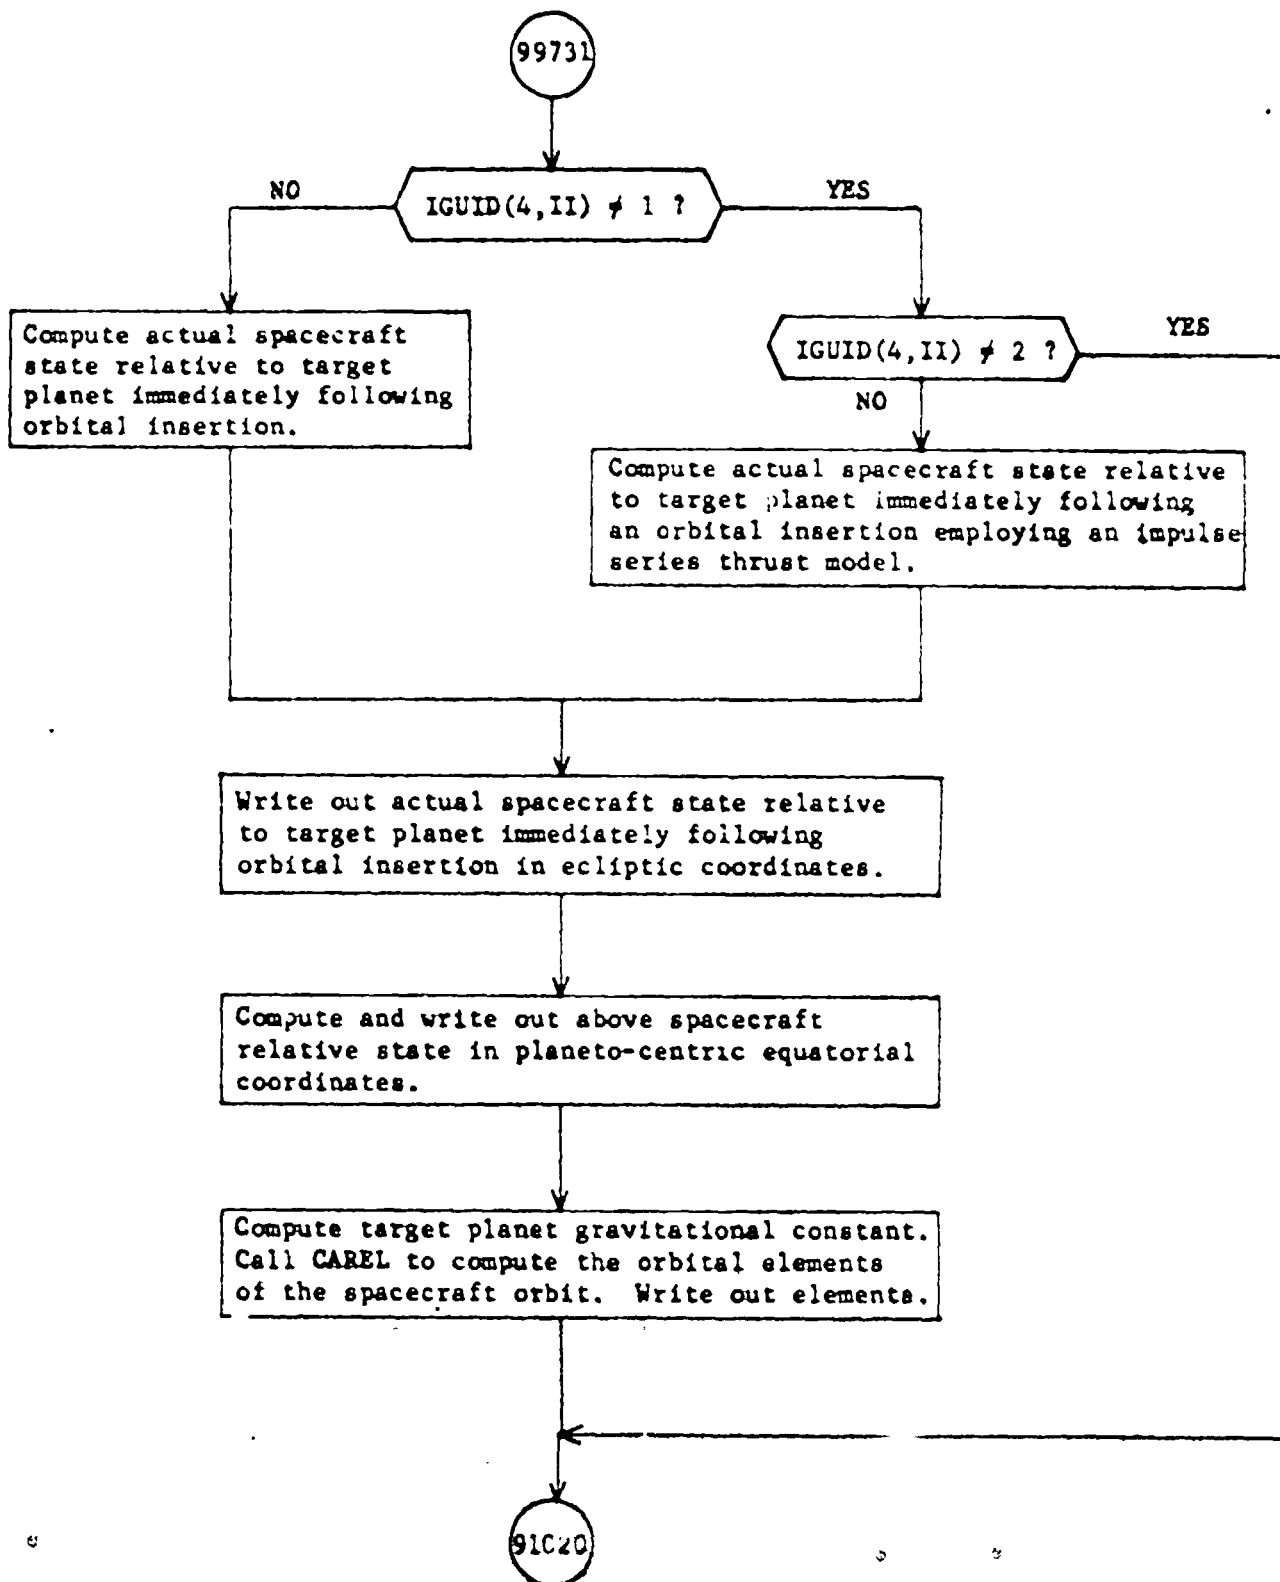 99731
NO
IGUID(4,II) ≠ 1 ?
YES
Compute actual spacecraft
state relative to target
planet immediately following
orbital insertion.
IGUID(4,II) ≠ 2 ?
YES
NO
Compute actual spacecraft state relative
to target planet immediately following
an orbital insertion employing an impulse
series thrust model.
Write out actual spacecraft state relative
to target planet immediately following
orbital insertion in ecliptic coordinates.
Compute and write out above spacecraft
relative state in planeto-centric equatorial
coordinates.
Compute target planet gravitational constant.
Call CAREL to compute the orbital elements
of the spacecraft orbit. Write out elements.
91020